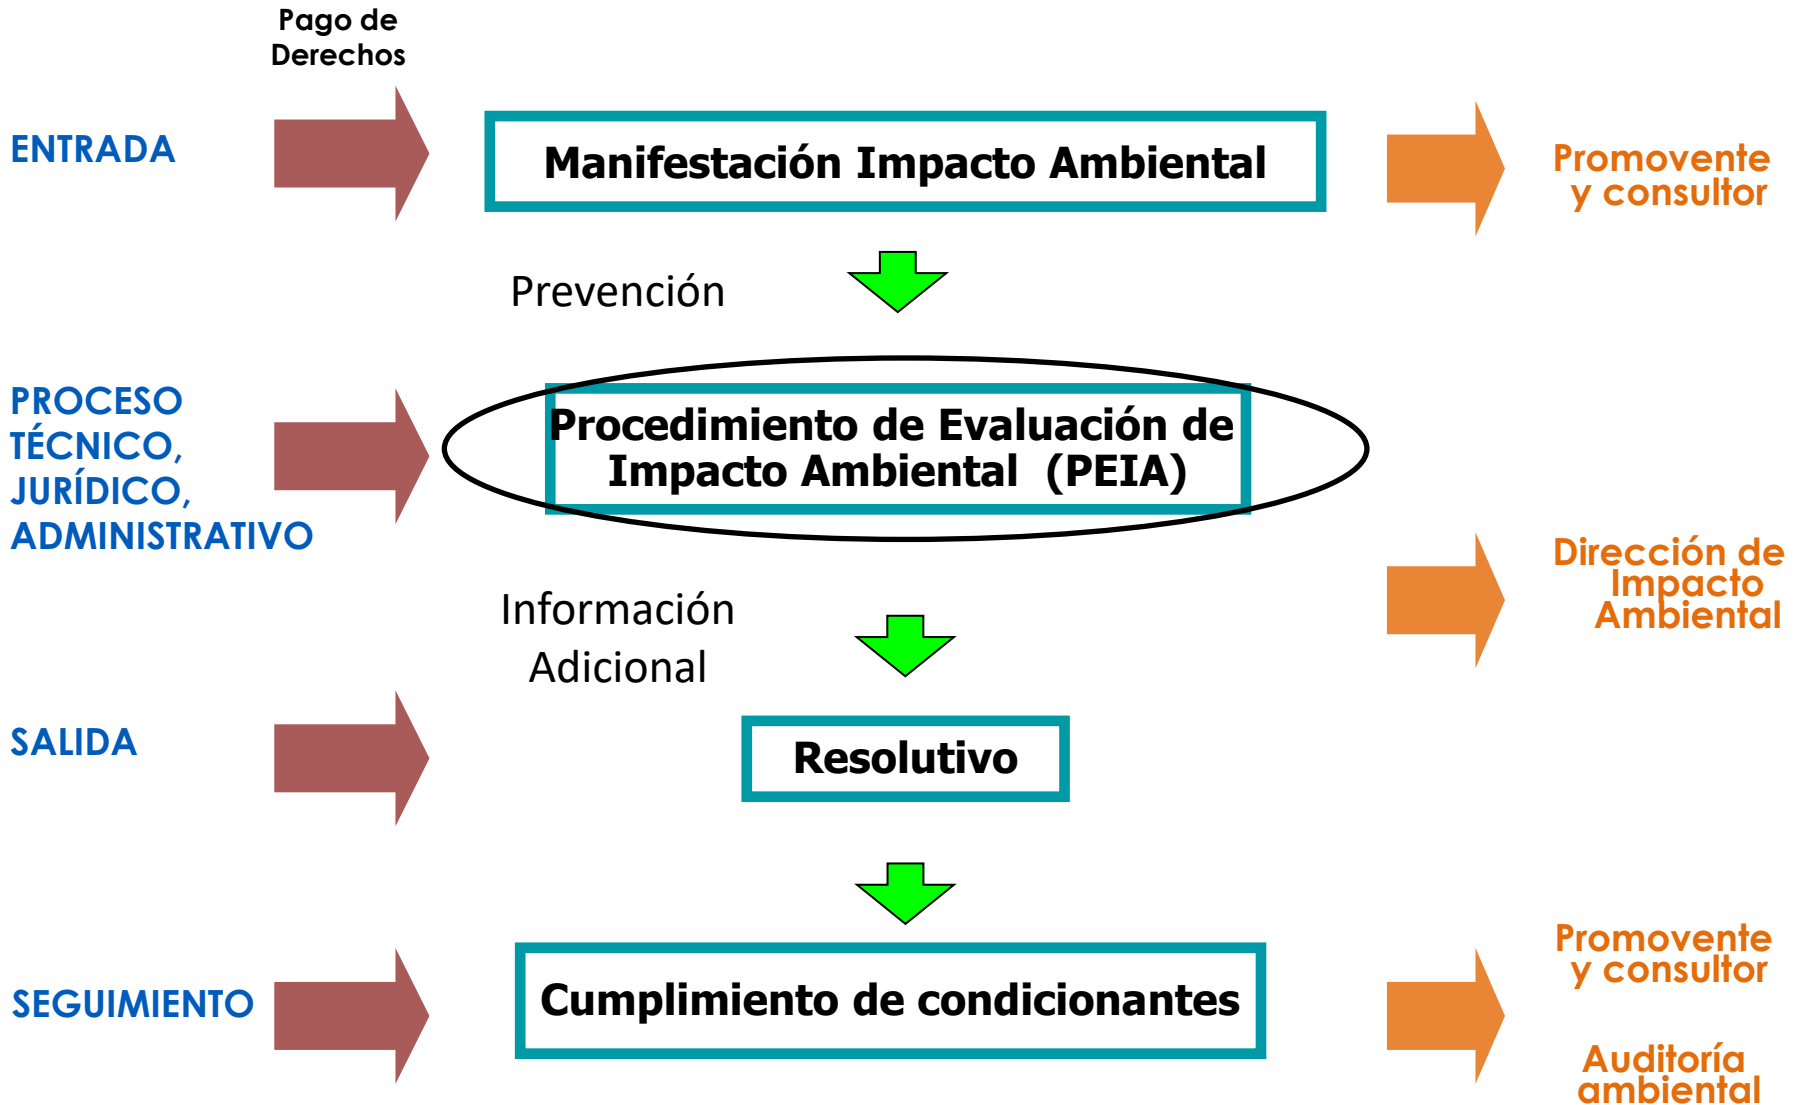 Pago de
Derechos
ENTRADA
Manifestación Impacto Ambiental
Promovente
y consultor
Prevención
PROCESO
TÉCNICO,
JURÍDICO,
ADMINISTRATIVO
Procedimiento de Evaluación de
Impacto Ambiental (PEIA)
Dirección de
Impacto
Ambiental
Información
Adicional
SALIDA
Resolutivo
SEGUIMIENTO
Cumplimiento de condicionantes
Promovente
y consultor
Auditoría
ambiental